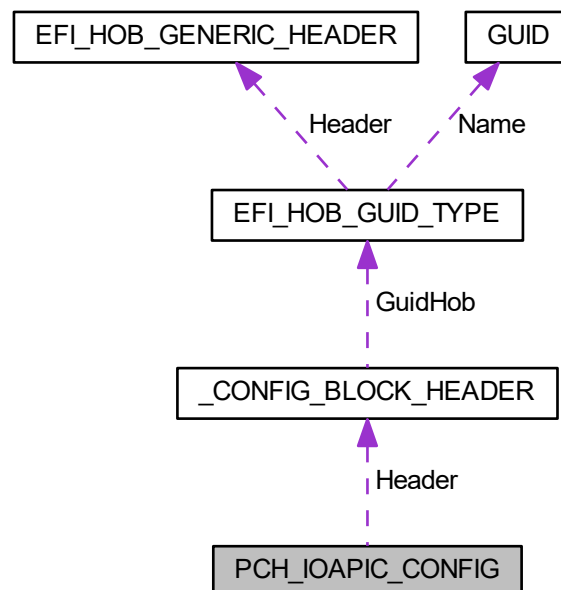 EFI_HOB_GENERIC_HEADER
GUID
Header
Name
EFI_HOB_GUID_TYPE
GuidHob
_CONFIG_BLOCK_HEADER
Header
PCH_IOAPIC_CONFIG